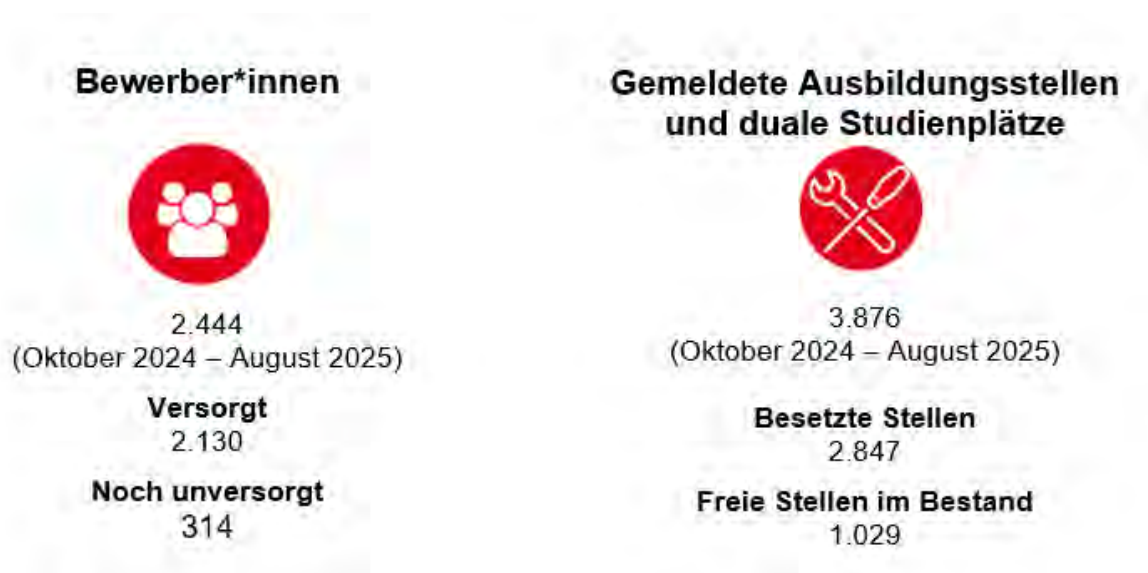 Bewerber*innen
2.444
(Oktober 2024 – August 2025)
Versorgt
2.130
Noch unversorgt
314
Gemeldete Ausbildungsstellen
und duale Studienplätze
3.876
(Oktober 2024 – August 2025)
Besetzte Stellen
2.847
Freie Stellen im Bestand
1.029